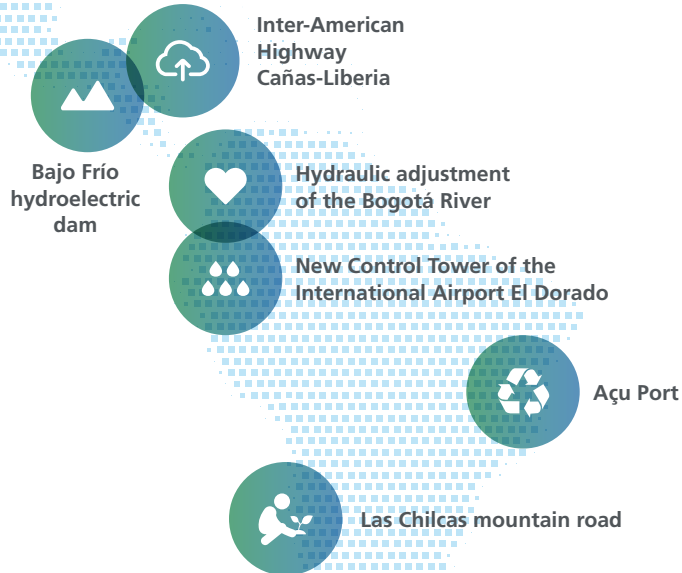 Inter-American
Highway
Cañas-Liberia
Bajo Frío
hydroelectric
dam
Hydraulic adjustment
of the Bogotá River
New Control Tower of the
International Airport El Dorado
Açu Port
Las Chilcas mountain road